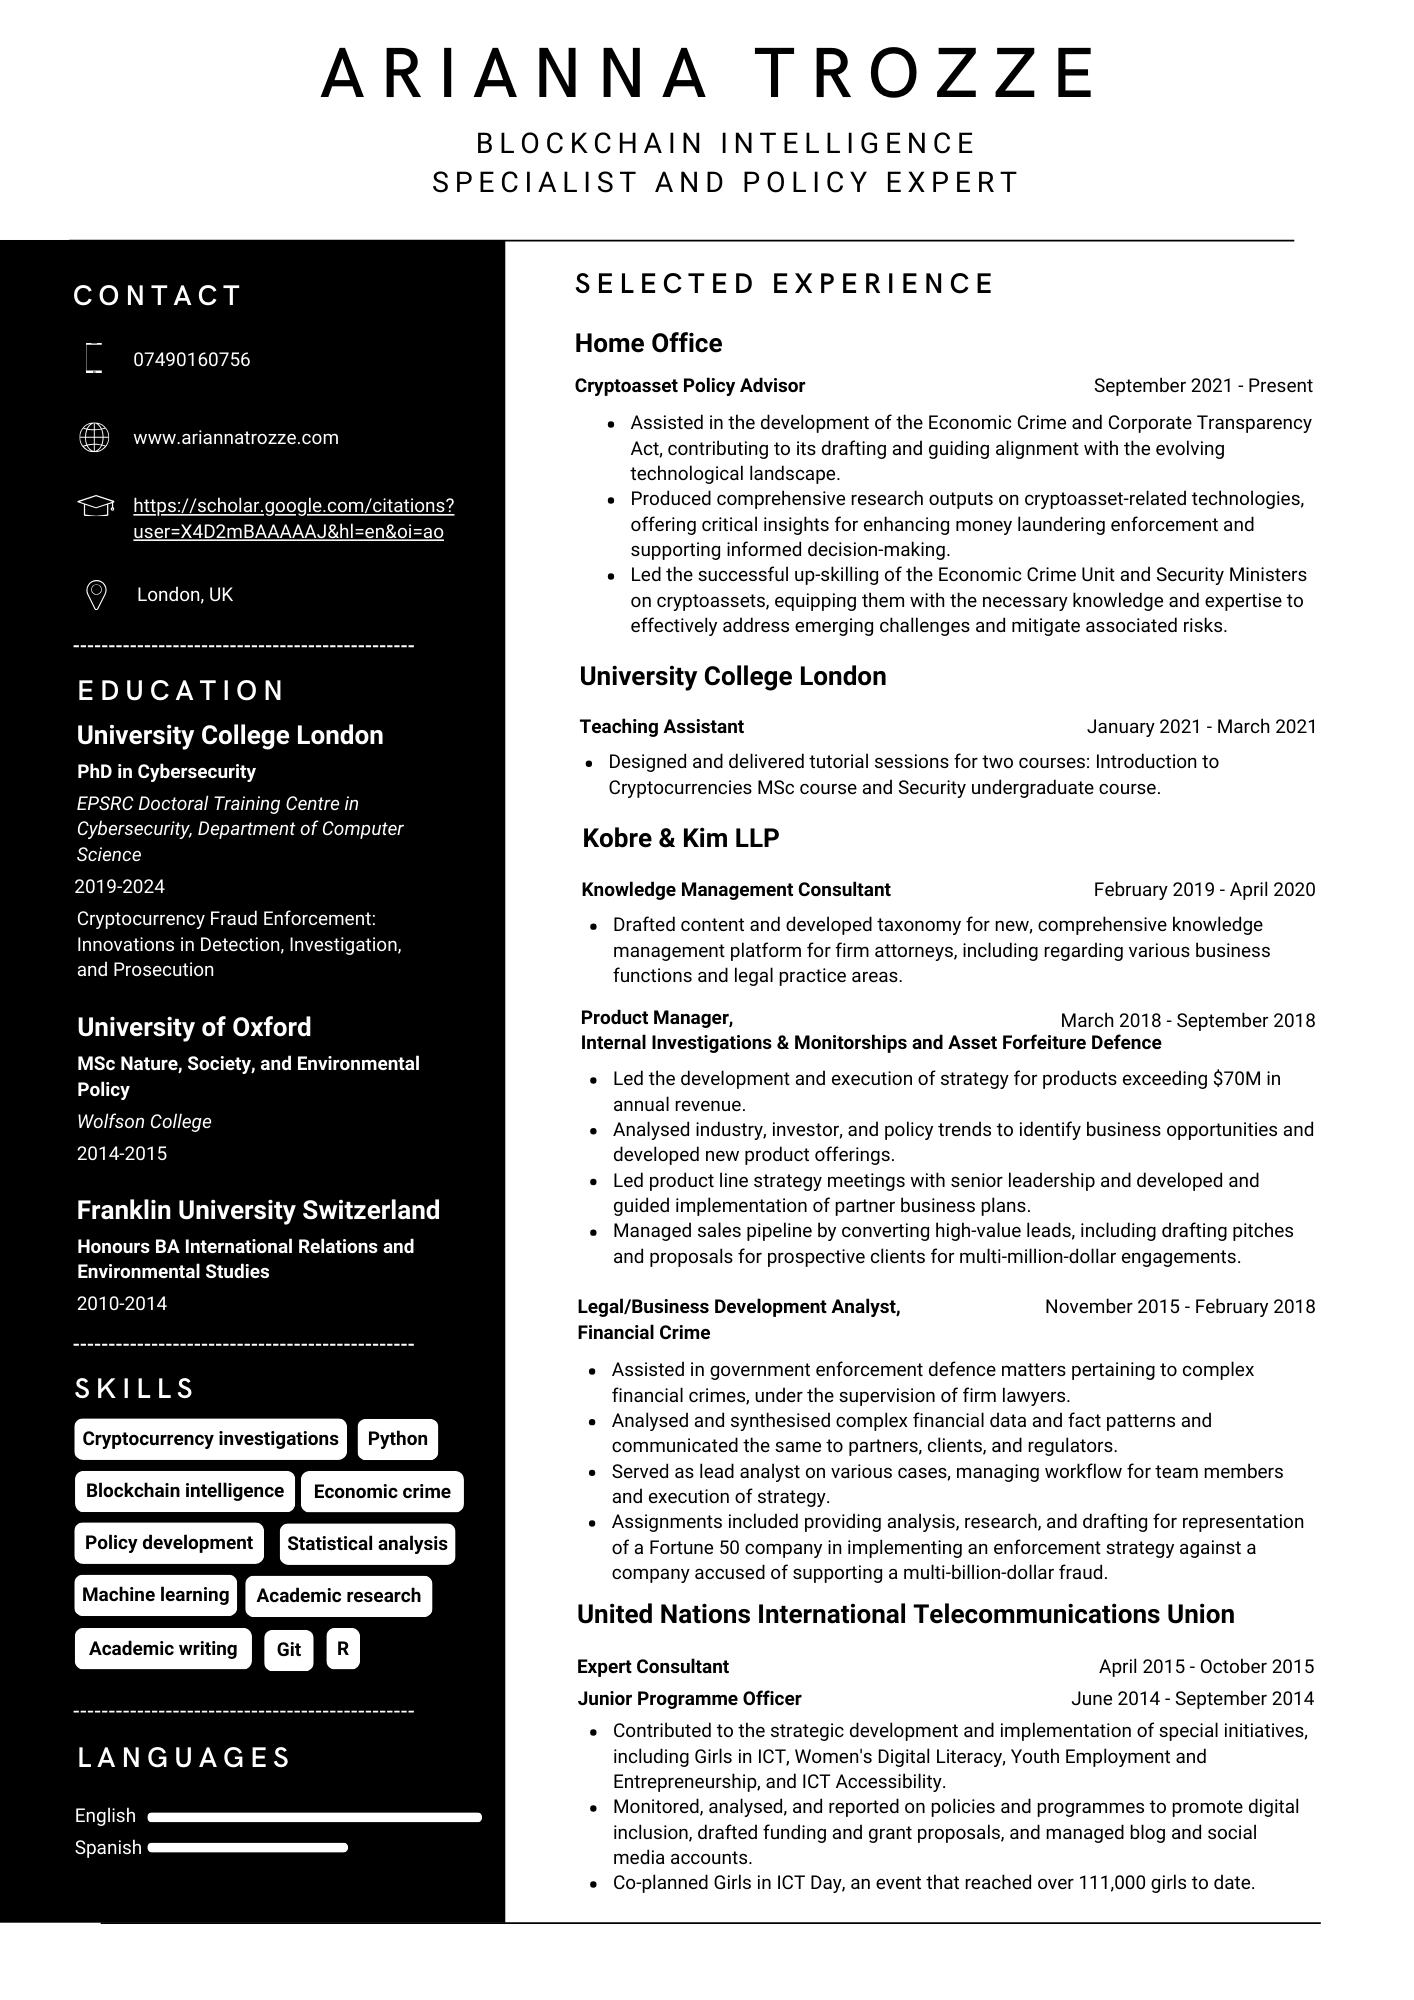 ARIANNA TROZZE
BLOCKCHAIN INTELLIGENCE
SPECIALIST AND POLICY EXPERT
CONTACT
07490160756
www.ariannatrozze.com
https://scholar.google.com/citations?
user=X4D2mBAAAAAJ&hl=en&oi=ao
London, UK
-----------------------------------------------
EDUCATION
University College London
PhD in Cybersecurity
EPSRC Doctoral Training Centre in
Cybersecurity, Department of Computer
Science
2019-2024
Cryptocurrency Fraud Enforcement:
Innovations in Detection, Investigation,
and Prosecution
University of Oxford
MSc Nature, Society, and Environmental
Policy
Wolfson College
2014-2015
Franklin University Switzerland
Honours BA International Relations and
Environmental Studies
2010-2014
-----------------------------------------------
SKILLS
Cryptocurrency investigations Python
Blockchain intelligence Economic crime
Policy development Statistical analysis
Machine learning Academic research
Academic writing Git R
-----------------------------------------------
LANGUAGES
English
Spanish
SELECTED EXPERIENCE
Home Office
Cryptoasset Policy Advisor September 2021 - Present
• Assisted in the development of the Economic Crime and Corporate Transparency
Act, contributing to its drafting and guiding alignment with the evolving
technological landscape.
• Produced comprehensive research outputs on cryptoasset-related technologies,
offering critical insights for enhancing money laundering enforcement and
supporting informed decision-making.
• Led the successful up-skilling of the Economic Crime Unit and Security Ministers
on cryptoassets, equipping them with the necessary knowledge and expertise to
effectively address emerging challenges and mitigate associated risks.
University College London
Teaching Assistant January 2021 - March 2021
• Designed and delivered tutorial sessions for two courses: Introduction to
Cryptocurrencies MSc course and Security undergraduate course.
Kobre & Kim LLP
Knowledge Management Consultant February 2019 - April 2020
• Drafted content and developed taxonomy for new, comprehensive knowledge
management platform for firm attorneys, including regarding various business
functions and legal practice areas.
Product Manager, March 2018 - September 2018
Internal Investigations & Monitorships and Asset Forfeiture Defence
• Led the development and execution of strategy for products exceeding $70M in
annual revenue.
• Analysed industry, investor, and policy trends to identify business opportunities and
developed new product offerings.
• Led product line strategy meetings with senior leadership and developed and
guided implementation of partner business plans.
• Managed sales pipeline by converting high-value leads, including drafting pitches
and proposals for prospective clients for multi-million-dollar engagements.
Legal/Business Development Analyst, November 2015 - February 2018
Financial Crime
• Assisted in government enforcement defence matters pertaining to complex
financial crimes, under the supervision of firm lawyers.
• Analysed and synthesised complex financial data and fact patterns and
communicated the same to partners, clients, and regulators.
• Served as lead analyst on various cases, managing workflow for team members
and execution of strategy.
• Assignments included providing analysis, research, and drafting for representation
of a Fortune 50 company in implementing an enforcement strategy against a
company accused of supporting a multi-billion-dollar fraud.
United Nations International Telecommunications Union
Expert Consultant April 2015 - October 2015
Junior Programme Officer June 2014 - September 2014
• Contributed to the strategic development and implementation of special initiatives,
including Girls in ICT, Women's Digital Literacy, Youth Employment and
Entrepreneurship, and ICT Accessibility.
• Monitored, analysed, and reported on policies and programmes to promote digital
inclusion, drafted funding and grant proposals, and managed blog and social
media accounts.
• Co-planned Girls in ICT Day, an event that reached over 111,000 girls to date.